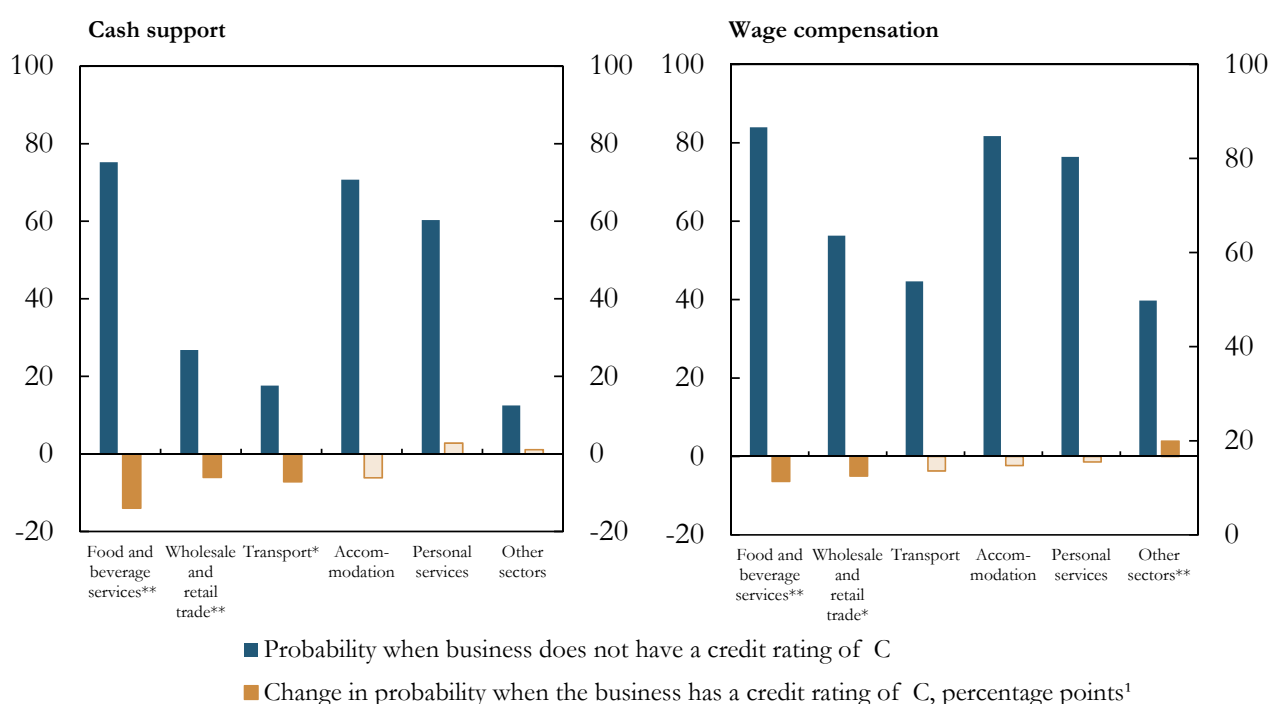 Cash support
100
80
60
40
20
0
-20
100
80
60
40
20
0
-20
Food and
beverage
services**
Wholesale
and
retail
trade**
Transport*
Accom-
modation
Personal
services
Other
sectors
Wage compensation
100
80
60
40
20
0
-20
100
80
60
40
20
0
Food and
beverage
services**
Wholesale
and
retail
trade*
Transport
Accom-
modation
Personal
services
Other
sectors**
Probability when business does not have a credit rating of C
Change in probability when the business has a credit rating of C, percentage points¹